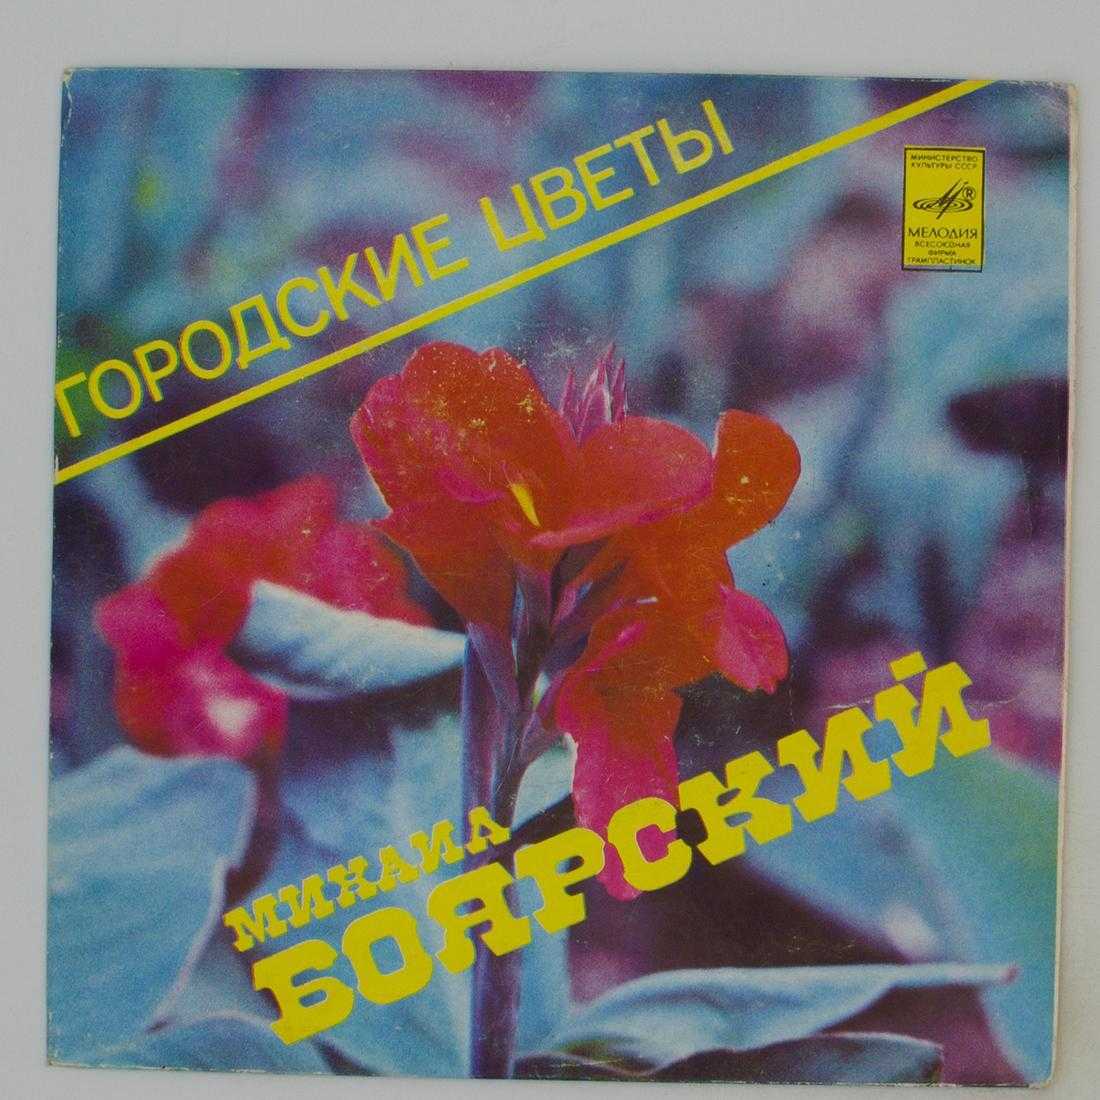 ГОРОДСКИЕ ЦВЕТЫ
МИНИСТЕРСТВО
КУЛЬТУРЫ СССР
®
МЕЛОДИЯ
ВСЕСОЮЗНАЯ
ФИРМА
ГРАМПЛАСТИНОК
МИХАИЛ
БОЯРСКИЙ